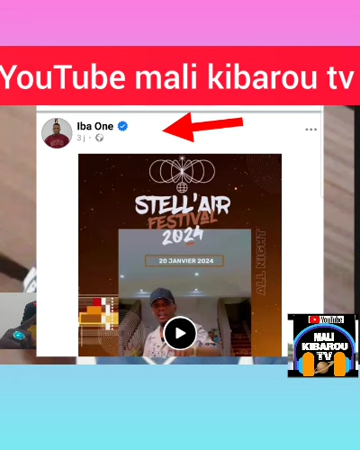 YouTube mali kibarou tv
Iba One
3 j
STELL'AIR
FESTIVAL
2024
20 JANVIER 2024
ALL NIGHT
YouTube
MALI
KIBAROU
TV